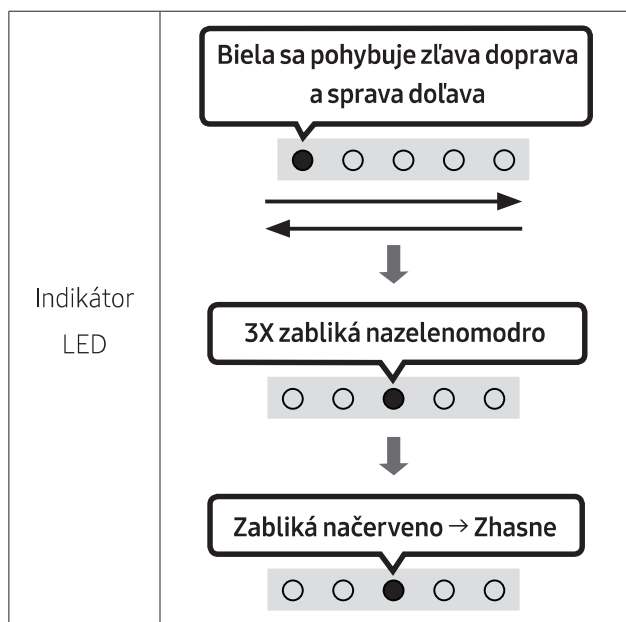 Biela sa pohybuje zľava doprava
a sprava doľava
Indikátor
LED
3X zabliká nazelenomodro
Zabliká načerveno → Zhasne